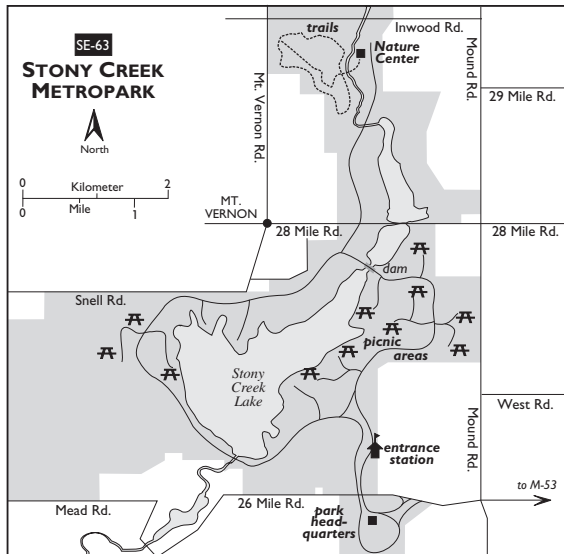 SE-63
STONY CREEK
METROPARK
North
Kilometer
0 2
0 1
Mile
trails
Inwood Rd.
Nature
Center
Mound Rd.
Mt. Vernon Rd.
29 Mile Rd.
MT.
VERNON
28 Mile Rd.
28 Mile Rd.
dam
Snell Rd.
picnic
areas
Stony
Creek
Lake
West Rd.
Mound Rd.
entrance
station
to M-53
Mead Rd.
26 Mile Rd.
park
head-
quarters